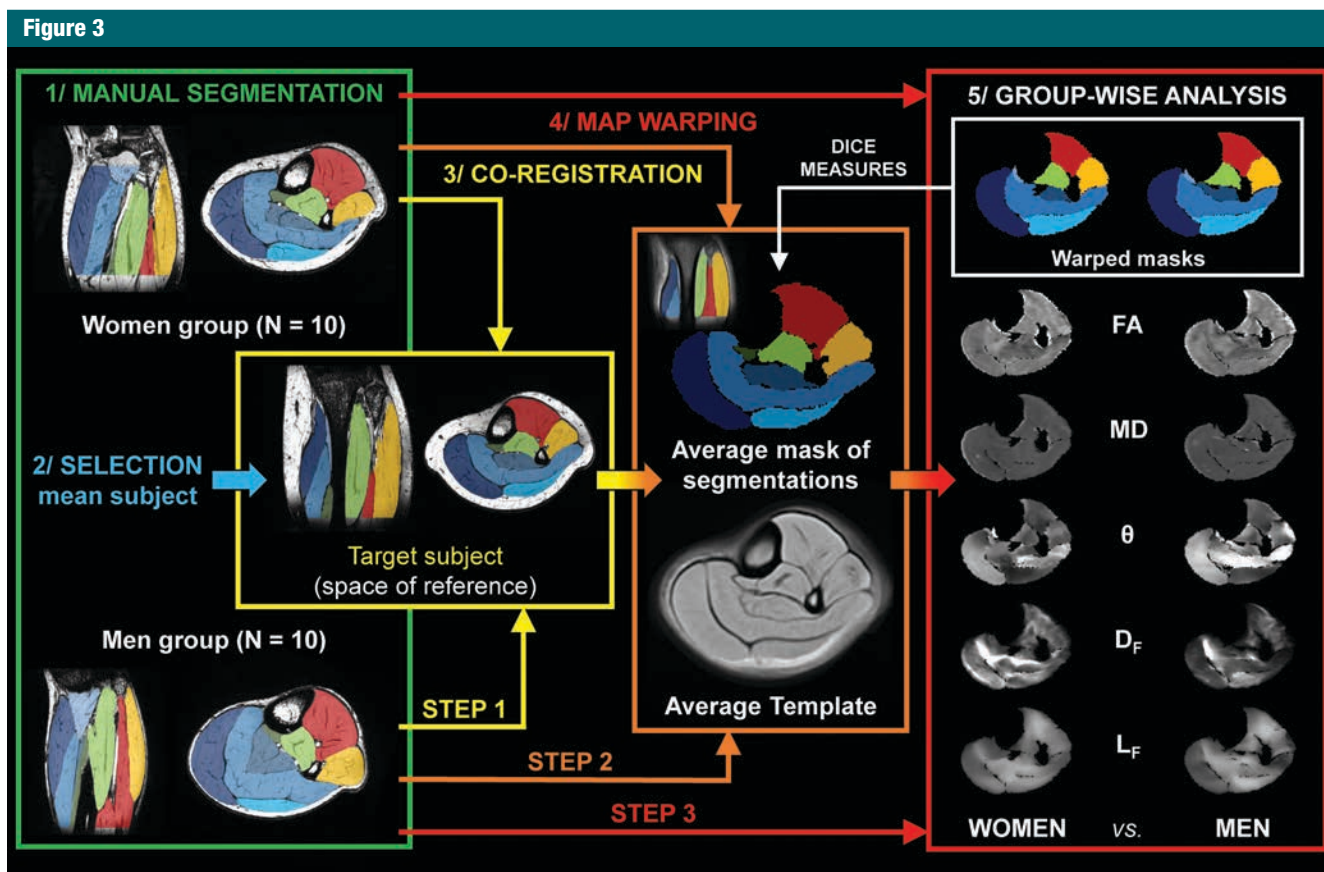 Figure 3
1/ MANUAL SEGMENTATION
4/ MAP WARPING
3/ CO-REGISTRATION
DICE
MEASURES
5/ GROUP-WISE ANALYSIS
Warped masks
Women group (N = 10)
2/ SELECTION
mean subject
Target subject
(space of reference)
Men group (N = 10)
STEP 1
STEP 2
STEP 3
Average mask of
segmentations
Average Template
FA
MD
θ
DF
LF
WOMEN vs. MEN